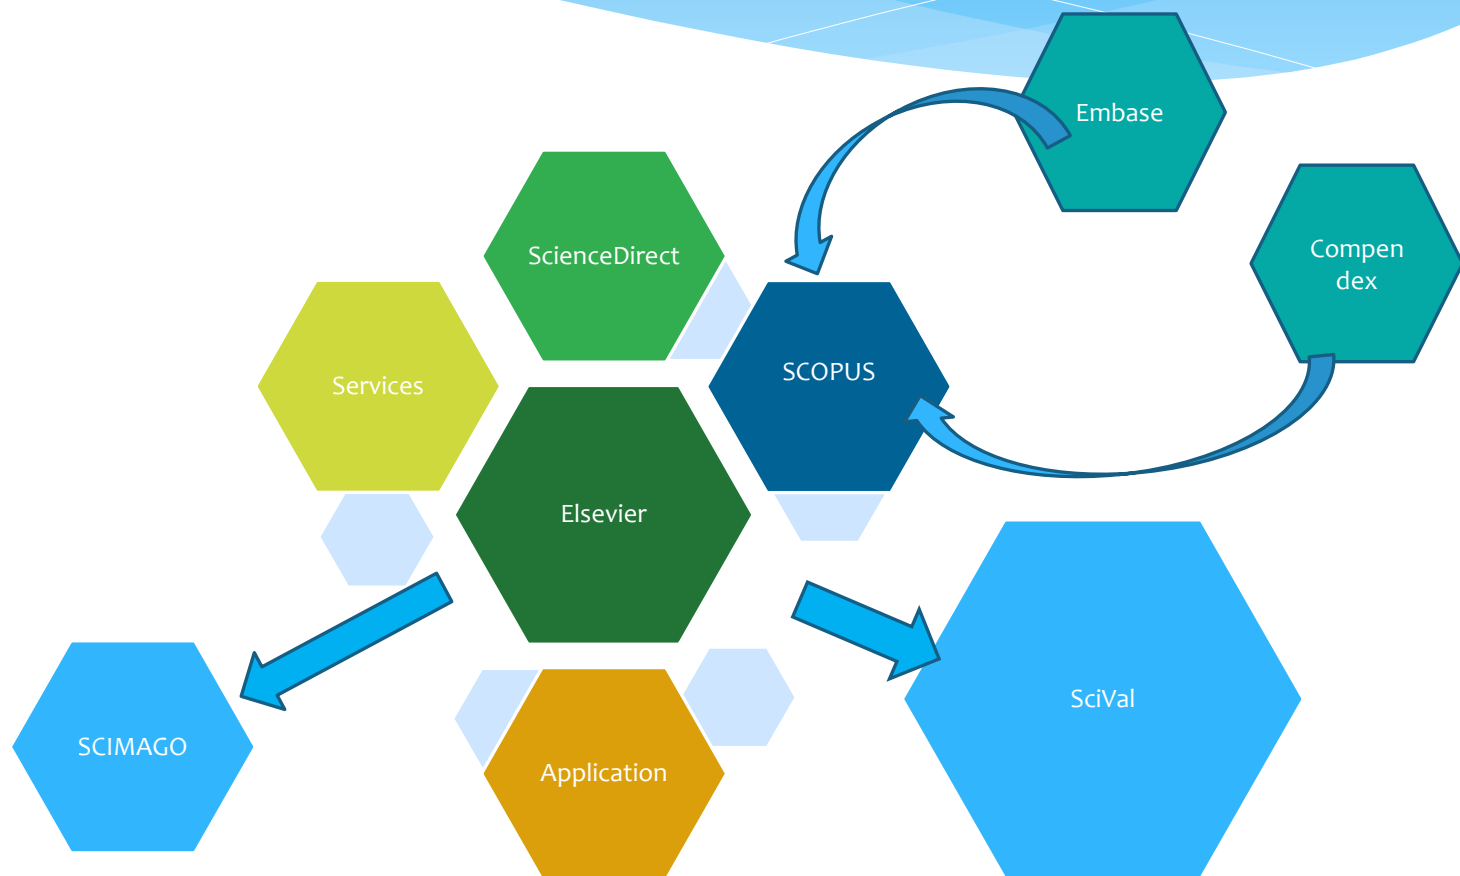 Embase
Compen
dex
ScienceDirect
SCOPUS
Services
Elsevier
SciVal
SCIMAGO
Application